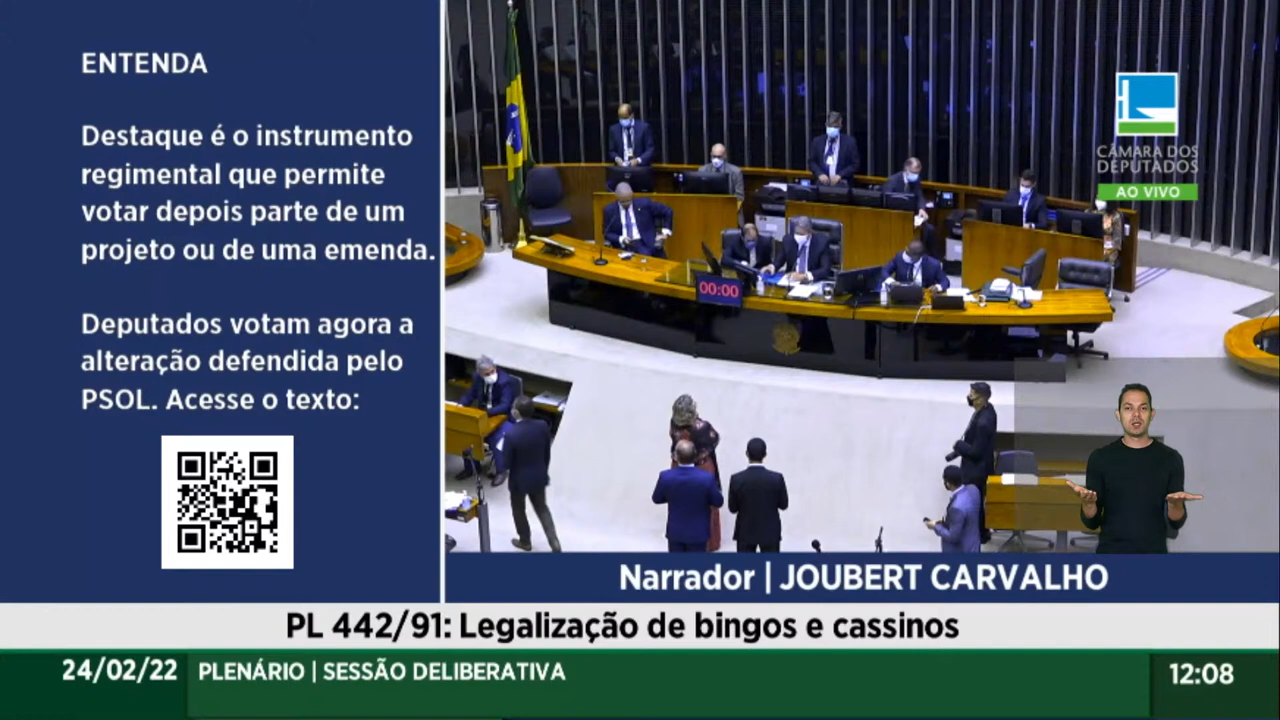 ENTENDA
Destaque é o instrumento
regimental que permite
votar depois parte de um
projeto ou de uma emenda.
Deputados votam agora a
alteração defendida pelo
PSOL. Acesse o texto:
CÂMARA DOS
DEPUTADOS
AO VIVO
00:00
Narrador | JOUBERT CARVALHO
PL 442/91: Legalização de bingos e cassinos
24/02/22 PLENÁRIO | SESSÃO DELIBERATIVA 12:08